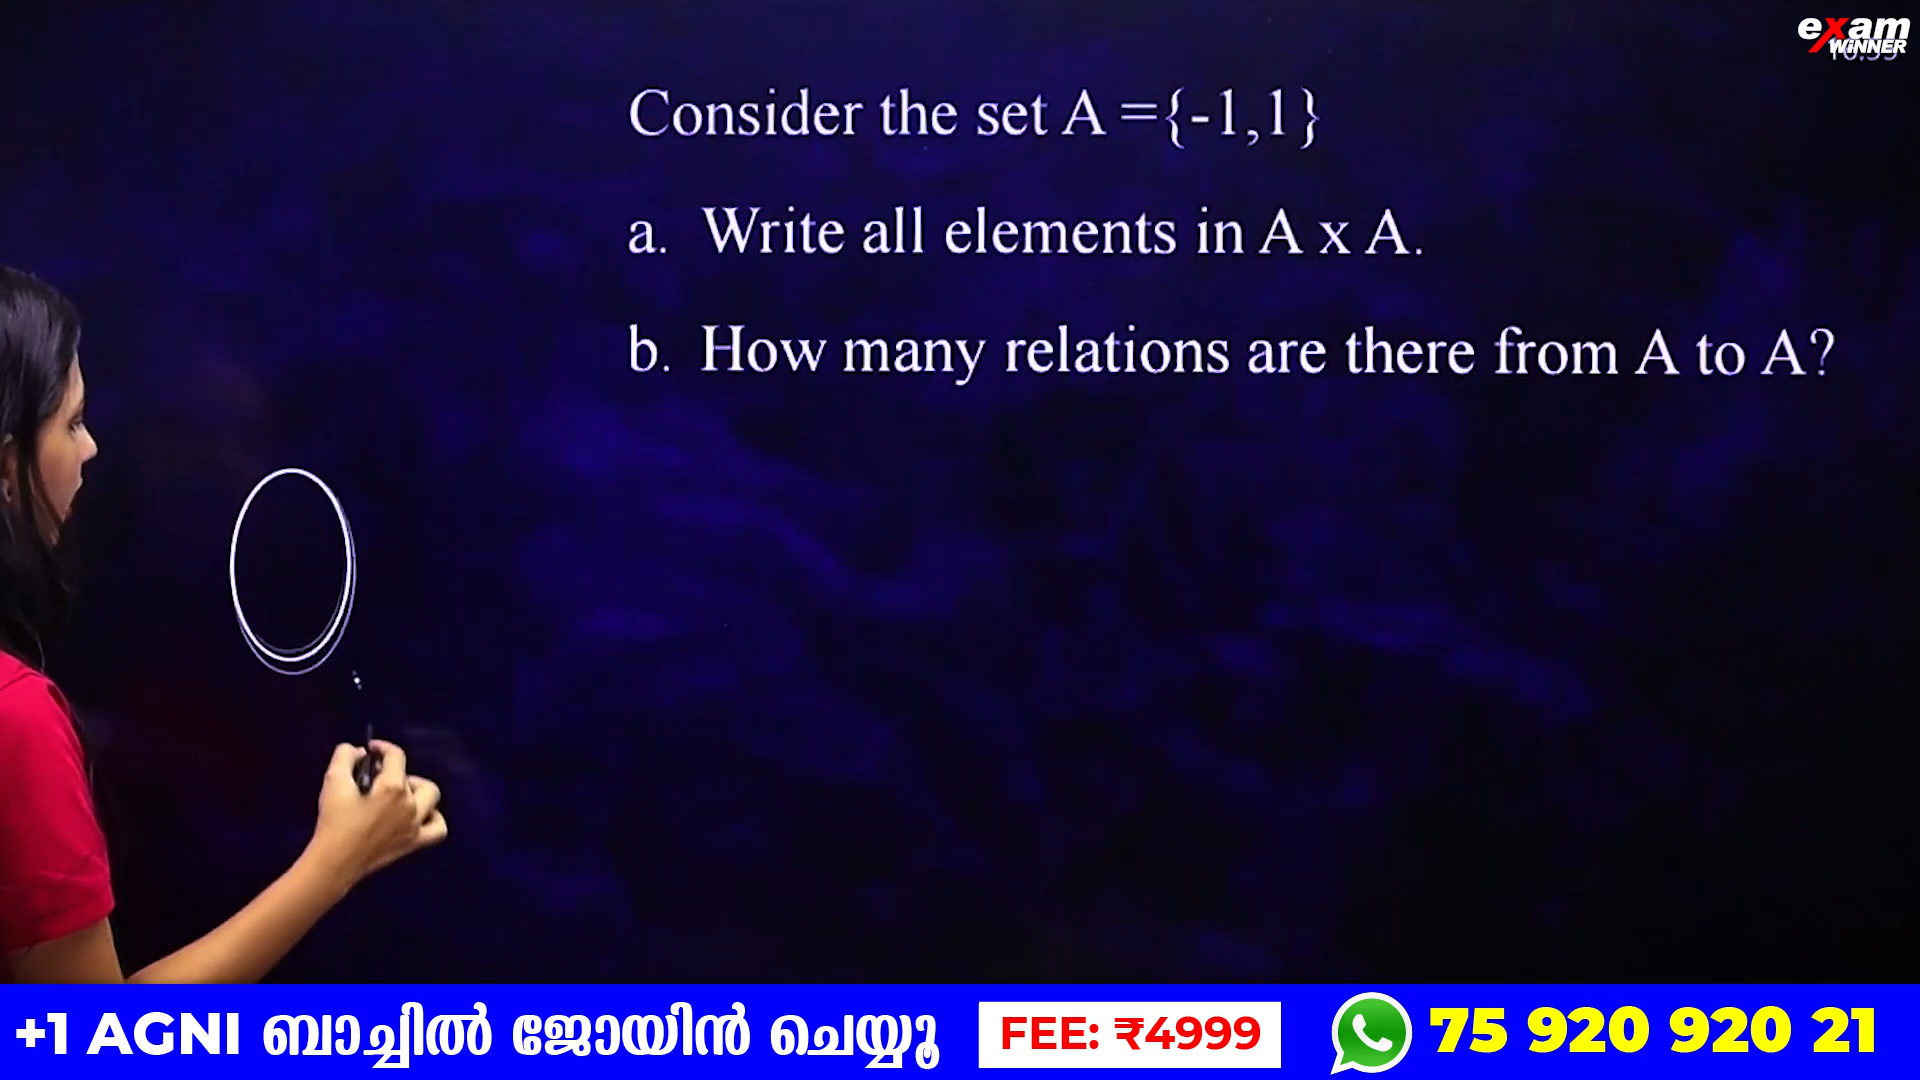 exam
WiNNER
Consider the set A ={-1,1}
a. Write all elements in A x A.
b. How many relations are there from A to A?
+1 AGNI ബാച്ചിൽ ജോയിൻ ചെയ്യൂ
FEE: ₹4999
75 920 920 21